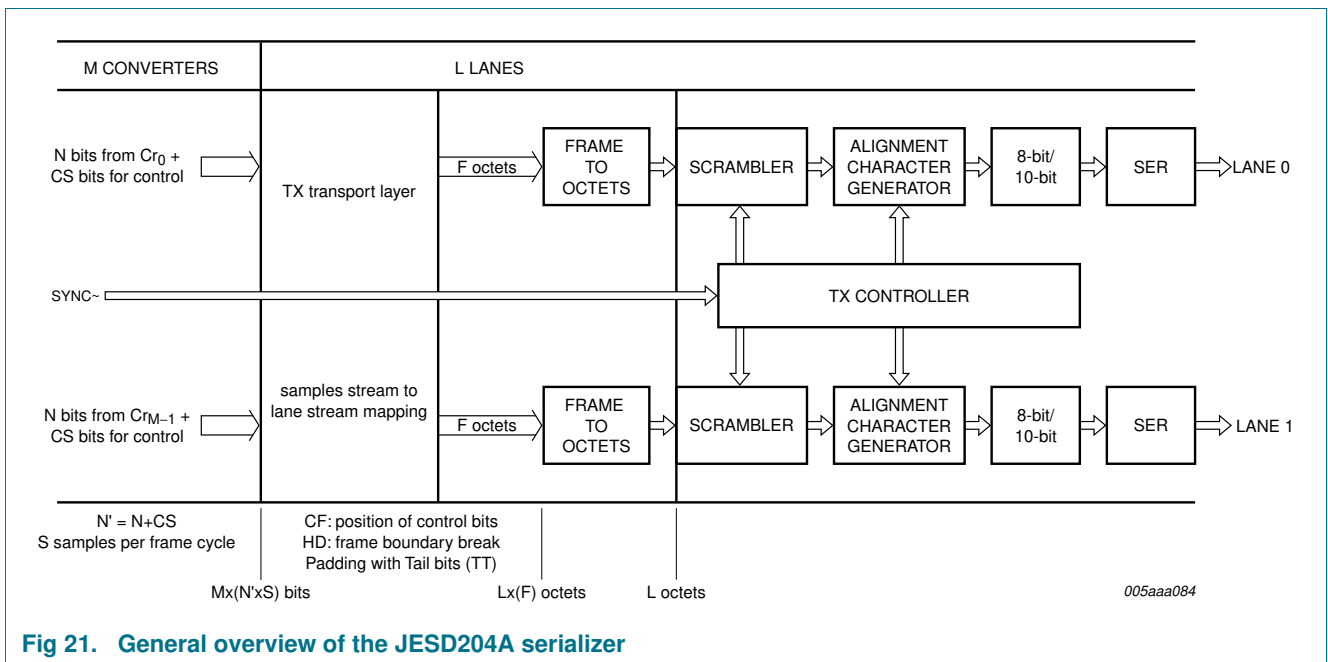 M CONVERTERS
L LANES
N bits from Cr0 +
CS bits for control
TX transport layer
F octets
FRAME
TO
OCTETS
SCRAMBLER
ALIGNMENT
CHARACTER
GENERATOR
8-bit/
10-bit
SER
LANE 0
SYNC~
TX CONTROLLER
N bits from CrM−1 +
CS bits for control
samples stream to
lane stream mapping
F octets
FRAME
TO
OCTETS
SCRAMBLER
ALIGNMENT
CHARACTER
GENERATOR
8-bit/
10-bit
SER
LANE 1
N' = N+CS
S samples per frame cycle
CF: position of control bits
HD: frame boundary break
Padding with Tail bits (TT)
Mx(N'xS) bits
Lx(F) octets
L octets
005aaa084
Fig 21. General overview of the JESD204A serializer